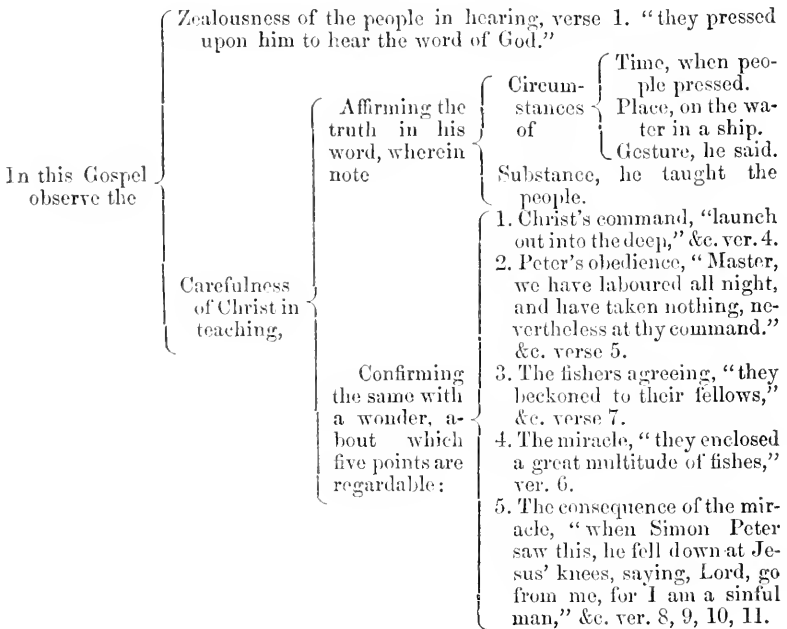 In this Gospel
observe the
Zealousness of the people in hearing, verse 1. “they pressed
upon him to hear the word of God.”
Carefulness
of Christ in
teaching,
Affirming the
truth in his
word, wherein
note
Circum-
stances
of
Time, when peo-
ple pressed.
Place, on the wa-
ter in a ship.
Gesture, he said.
Substance, he taught the
people.
Confirming
the same with
a wonder, a-
bout which
five points are
regardable:
1. Christ's command, “launch
out into the deep,” &c. ver. 4.
2. Peter's obedience, “Master,
we have laboured all night,
and have taken nothing, ne-
vertheless at thy command.”
&c. verse 5.
3. The fishers agreeing, “they
beckoned to their fellows,”
&c. verse 7.
4. The miracle, “they enclosed
a great multitude of fishes,”
ver. 6.
5. The consequence of the mir-
acle, “when Simon Peter
saw this, he fell down at Je-
sus' knees, saying, Lord, go
from me, for I am a sinful
man,” &c. ver. 8, 9, 10, 11.